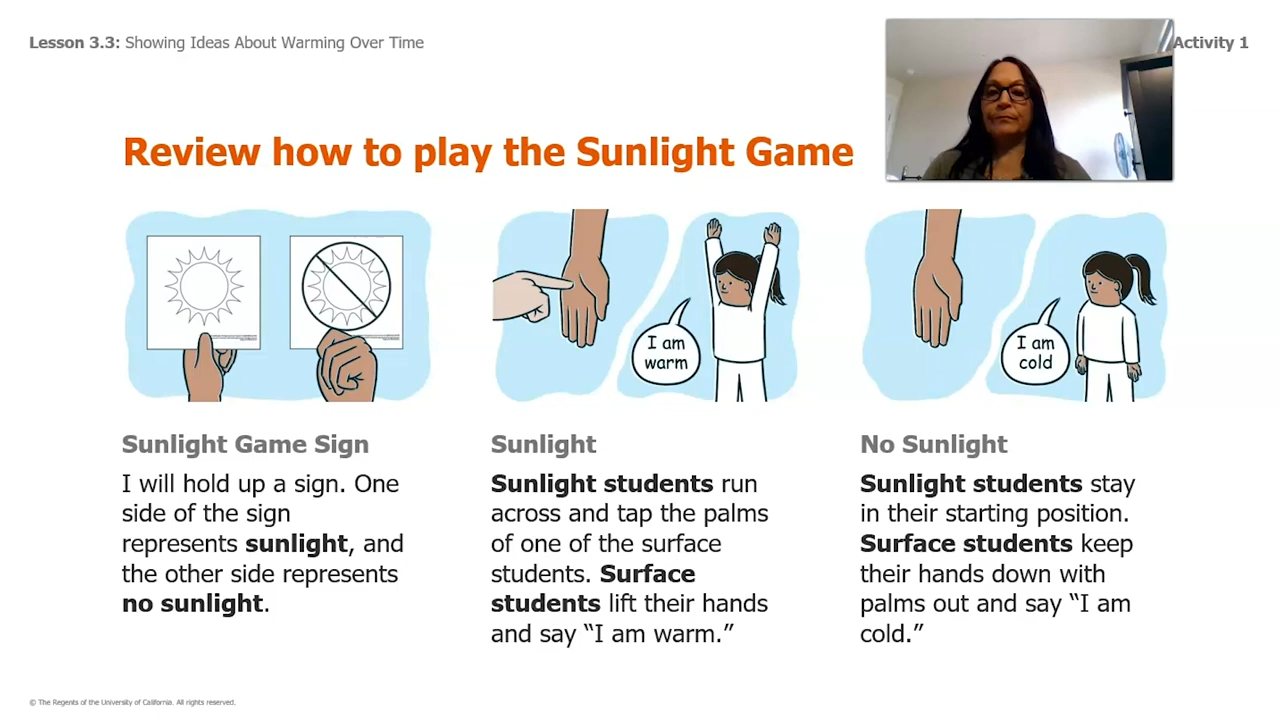 Lesson 3.3: Showing Ideas About Warming Over Time
Activity 1
Review how to play the Sunlight Game
I am
warm
I am
cold
Sunlight Game Sign
I will hold up a sign. One
side of the sign
represents sunlight, and
the other side represents
no sunlight.
Sunlight
Sunlight students run
across and tap the palms
of one of the surface
students. Surface
students lift their hands
and say “I am warm.”
No Sunlight
Sunlight students stay
in their starting position.
Surface students keep
their hands down with
palms out and say “I am
cold.”
© The Regents of the University of California. All rights reserved.